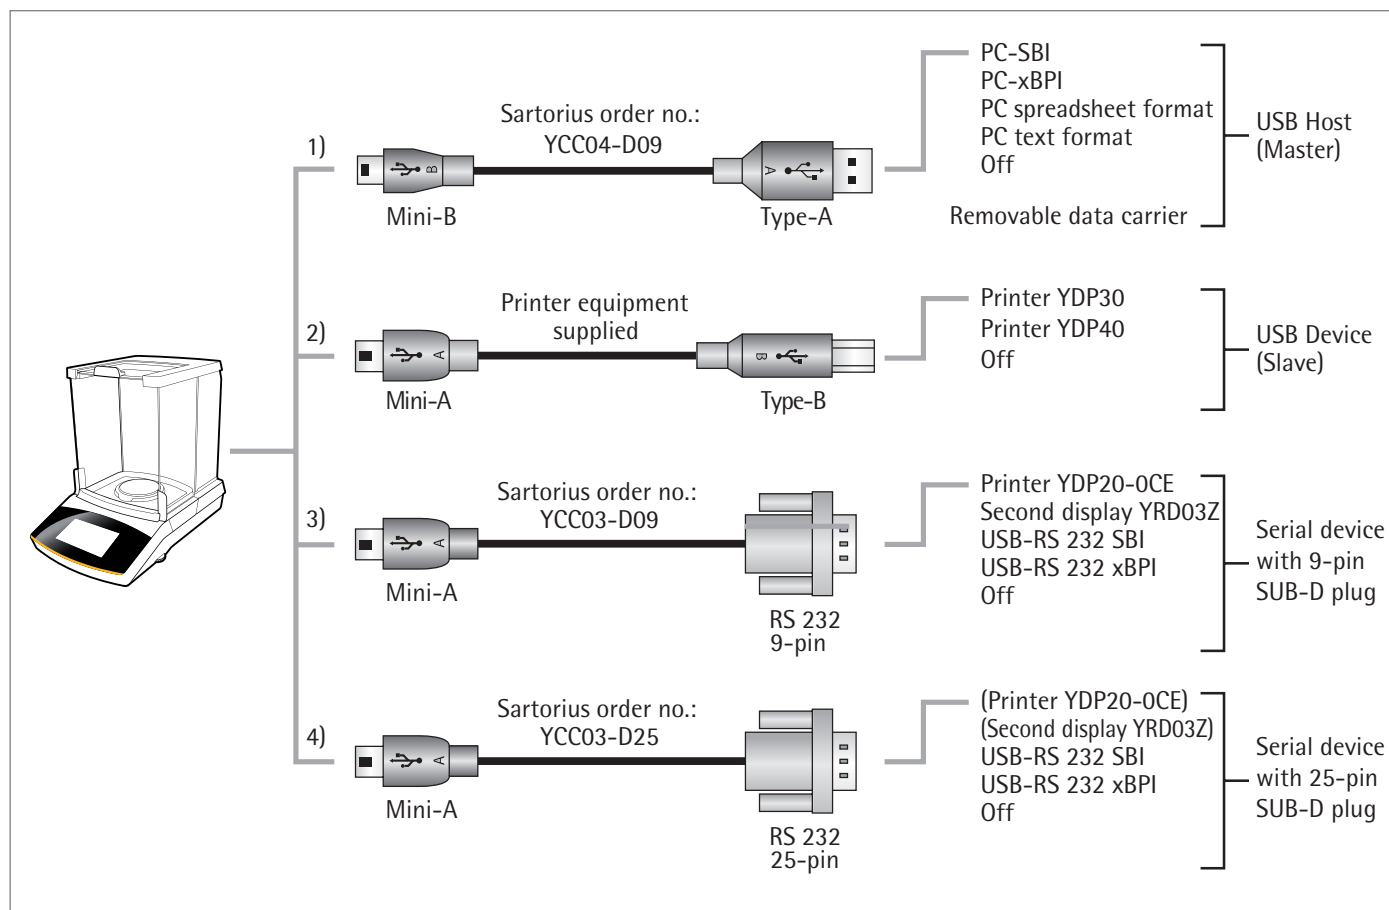 1)
Sartorius order no.:
YCC04-D09
B
A
Mini-B
Type-A
PC-SBI
PC-xBPI
PC spreadsheet format
PC text format
Off
Removable data carrier
USB Host
(Master)
2)
Printer equipment
supplied
A
B
Mini-A
Type-B
Printer YDP30
Printer YDP40
Off
USB Device
(Slave)
3)
Sartorius order no.:
YCC03-D09
A
Mini-A
RS 232
9-pin
Printer YDP20-0CE
Second display YRD03Z
USB-RS 232 SBI
USB-RS 232 xBPI
Off
Serial device
with 9-pin
SUB-D plug
4)
Sartorius order no.:
YCC03-D25
A
Mini-A
RS 232
25-pin
(Printer YDP20-0CE)
(Second display YRD03Z)
USB-RS 232 SBI
USB-RS 232 xBPI
Off
Serial device
with 25-pin
SUB-D plug